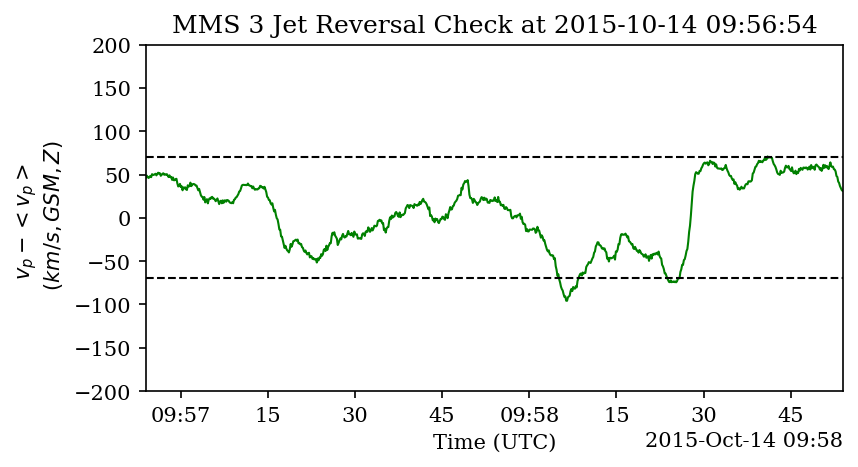 MMS 3 Jet Reversal Check at 2015-10-14 09:56:54
200
150
100
50
0
−50
−100
−150
−200
v_p − < v_p >
(km/s, GSM, Z)
09:57 15 30 45 09:58 15 30 45
Time (UTC)
2015-Oct-14 09:58